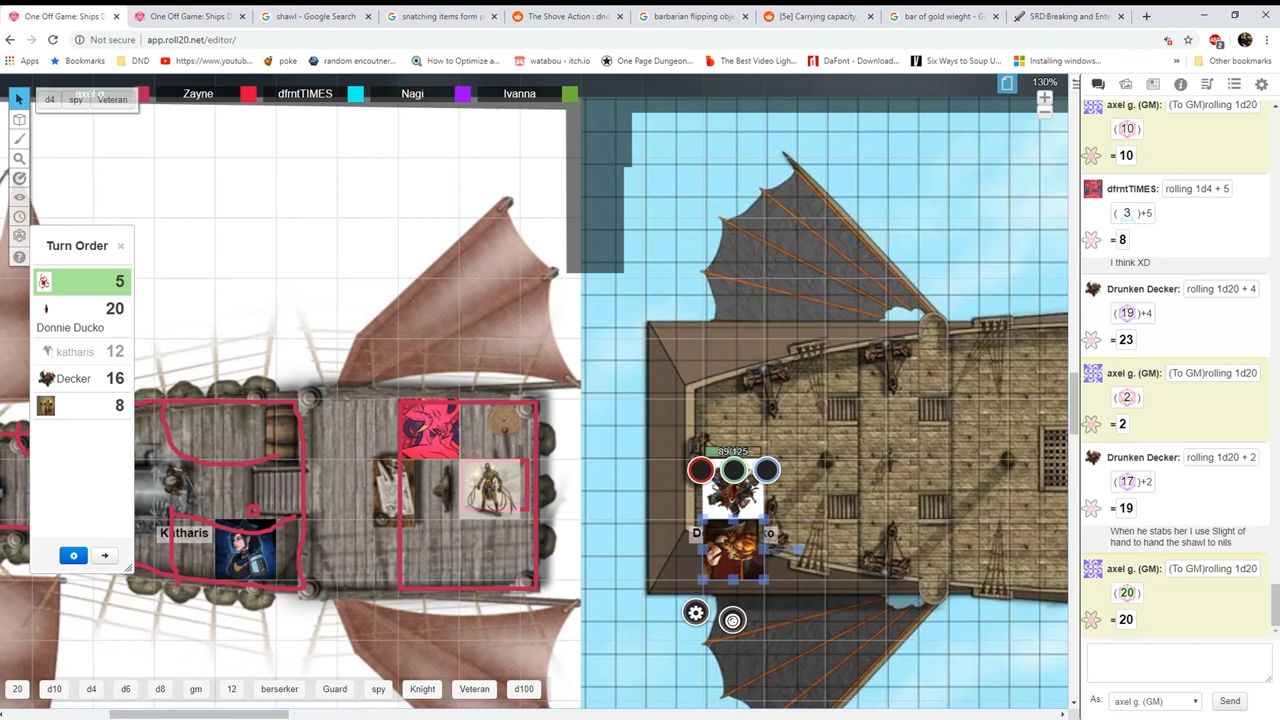 One Off Game: Ships D
One Off Game: Ships D
shawl - Google Search
snatching items form p
The Shove Action : dnd
barbarian flipping obje
[5e] Carrying capacity,
bar of gold wieght - G
SRD:Breaking and Ente
Not secure | app.roll20.net/editor/
Apps
Bookmarks
DND
https://www.youtub...
poke
random encoutner...
How to Optimize a...
watabou - itch.io
One Page Dungeon...
The Best Video Ligh...
DaFont - Download...
Six Ways to Soup U...
Installing windows...
Other bookmarks
Zayne
dfrntTIMES
Nagi
Ivanna
130%
d4
spy
Veteran
Turn Order
5
20
Donnie Ducko
katharis 12
Decker 16
8
Katharis
89/125
20
d10
d4
d6
d8
gm
12
berserker
Guard
spy
Knight
Veteran
d100
axel g. (GM): (To GM)rolling 1d20
(10)
= 10
dfrntTIMES: rolling 1d4 + 5
( 3 )+5
= 8
I think XD
Drunken Decker: rolling 1d20 + 4
(19)+4
= 23
axel g. (GM): (To GM)rolling 1d20
( 2 )
= 2
Drunken Decker: rolling 1d20 + 2
(17)+2
= 19
When he stabs her I use Slight of
hand to hand the shawl to nils
axel g. (GM): (To GM)rolling 1d20
(20)
= 20
As: axel g. (GM)
Send